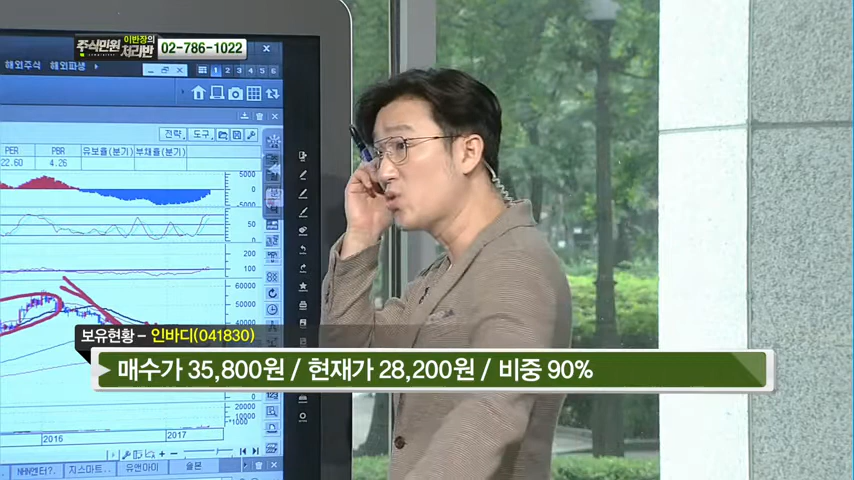 주식민원 이반장의 처리반 02-786-1022
해외주식 해외파생
1 2 3 4 5 6
전략 도구
PER PBR 유보율(분기) 부채율(분기)
22.60 4.26
5000
0
-5000
50
0
200
100
60000
50000
40000
보유현황 – 인바디(041830)
매수가 35,800원 / 현재가 28,200원 / 비중 90%
20000
10000
2016 2017
NHN엔터?. 지스마트.. 유앤마이 솔본